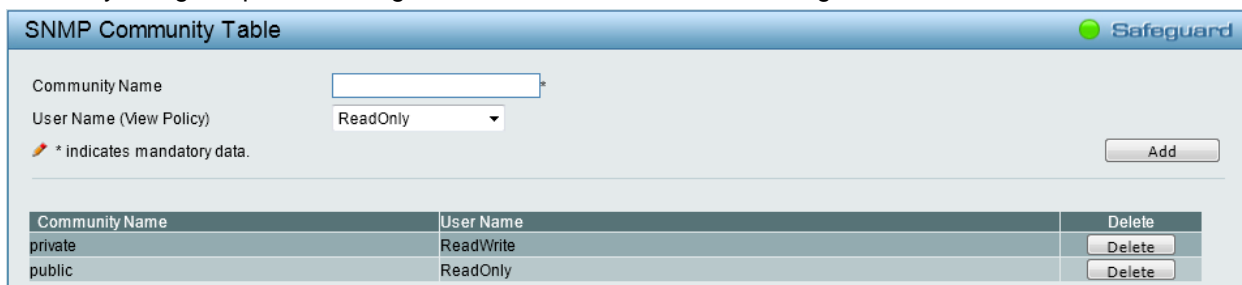 SNMP Community Table Safeguard
Community Name *
User Name (View Policy) ReadOnly
* indicates mandatory data. Add
Community Name User Name Delete
private ReadWrite Delete
public ReadOnly Delete